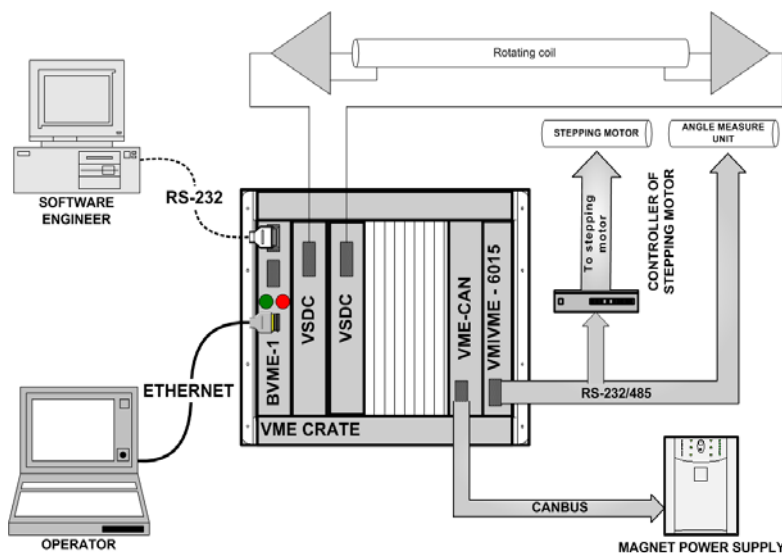 Rotating coil
STEPPING MOTOR
ANGLE MEASURE
UNIT
SOFTWARE
ENGINEER
RS-232
To stepping
motor
CONTROLLER OF
STEPPING MOTOR
BVME-1
VSDC
VSDC
VME-CAN
VMIVME - 6015
ETHERNET
RS-232/485
VME CRATE
CANBUS
OPERATOR
MAGNET POWER SUPPLY